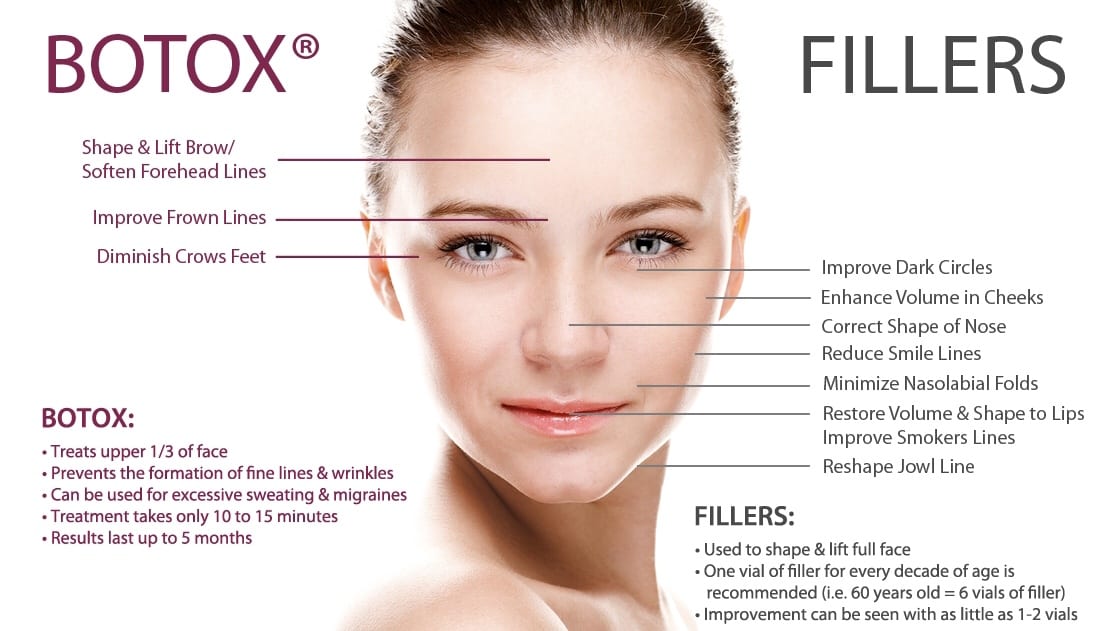 BOTOX®
Shape & Lift Brow/
Soften Forehead Lines
Improve Frown Lines
Diminish Crows Feet
BOTOX:
• Treats upper 1/3 of face
• Prevents the formation of fine lines & wrinkles
• Can be used for excessive sweating & migraines
• Treatment takes only 10 to 15 minutes
• Results last up to 5 months
FILLERS
Improve Dark Circles
Enhance Volume in Cheeks
Correct Shape of Nose
Reduce Smile Lines
Minimize Nasolabial Folds
Restore Volume & Shape to Lips
Improve Smokers Lines
Reshape Jowl Line
FILLERS:
• Used to shape & lift full face
• One vial of filler for every decade of age is
recommended (i.e. 60 years old = 6 vials of filler)
• Improvement can be seen with as little as 1-2 vials